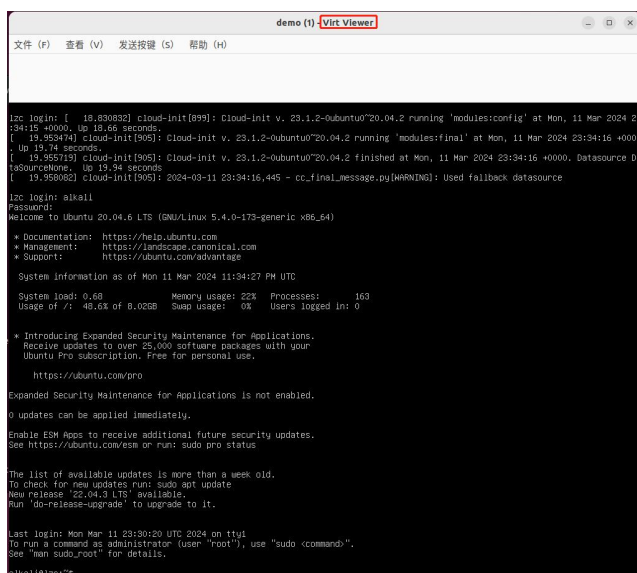 demo (1) - Virt Viewer
文件（F） 查看（V） 发送按键（S） 帮助（H）
lzc login: [   18.830832] cloud-init[899]: Cloud-init v. 23.1.2-0ubuntu0~20.04.2 running 'modules:config' at Mon, 11 Mar 2024 2
:34:15 +0000. Up 18.66 seconds.
[   19.953474] cloud-init[905]: Cloud-init v. 23.1.2-0ubuntu0~20.04.2 running 'modules:final' at Mon, 11 Mar 2024 23:34:16 +000
. Up 19.74 seconds.
[   19.955719] cloud-init[905]: Cloud-init v. 23.1.2-0ubuntu0~20.04.2 finished at Mon, 11 Mar 2024 23:34:16 +0000. Datasource D
taSourceNone.  Up 19.94 seconds
[   19.958082] cloud-init[905]: 2024-03-11 23:34:16,445 - cc_final_message.py[WARNING]: Used fallback datasource
lzc login: alkali
Password:
Welcome to Ubuntu 20.04.6 LTS (GNU/Linux 5.4.0-173-generic x86_64)
* Documentation:  https://help.ubuntu.com
* Management:     https://landscape.canonical.com
* Support:        https://ubuntu.com/advantage
System information as of Mon 11 Mar 2024 11:34:27 PM UTC
System load: 0.68             Memory usage: 22%   Processes:       163
Usage of /:  48.6% of 8.02GB  Swap usage:   0%    Users logged in: 0
* Introducing Expanded Security Maintenance for Applications.
Receive updates to over 25,000 software packages with your
Ubuntu Pro subscription. Free for personal use.
https://ubuntu.com/pro
Expanded Security Maintenance for Applications is not enabled.
0 updates can be applied immediately.
Enable ESM Apps to receive additional future security updates.
See https://ubuntu.com/esm or run: sudo pro status
The list of available updates is more than a week old.
To check for new updates run: sudo apt update
New release '22.04.3 LTS' available.
Run 'do-release-upgrade' to upgrade to it.
Last login: Mon Mar 11 23:30:20 UTC 2024 on tty1
To run a command as administrator (user "root"), use "sudo <command>".
See "man sudo_root" for details.